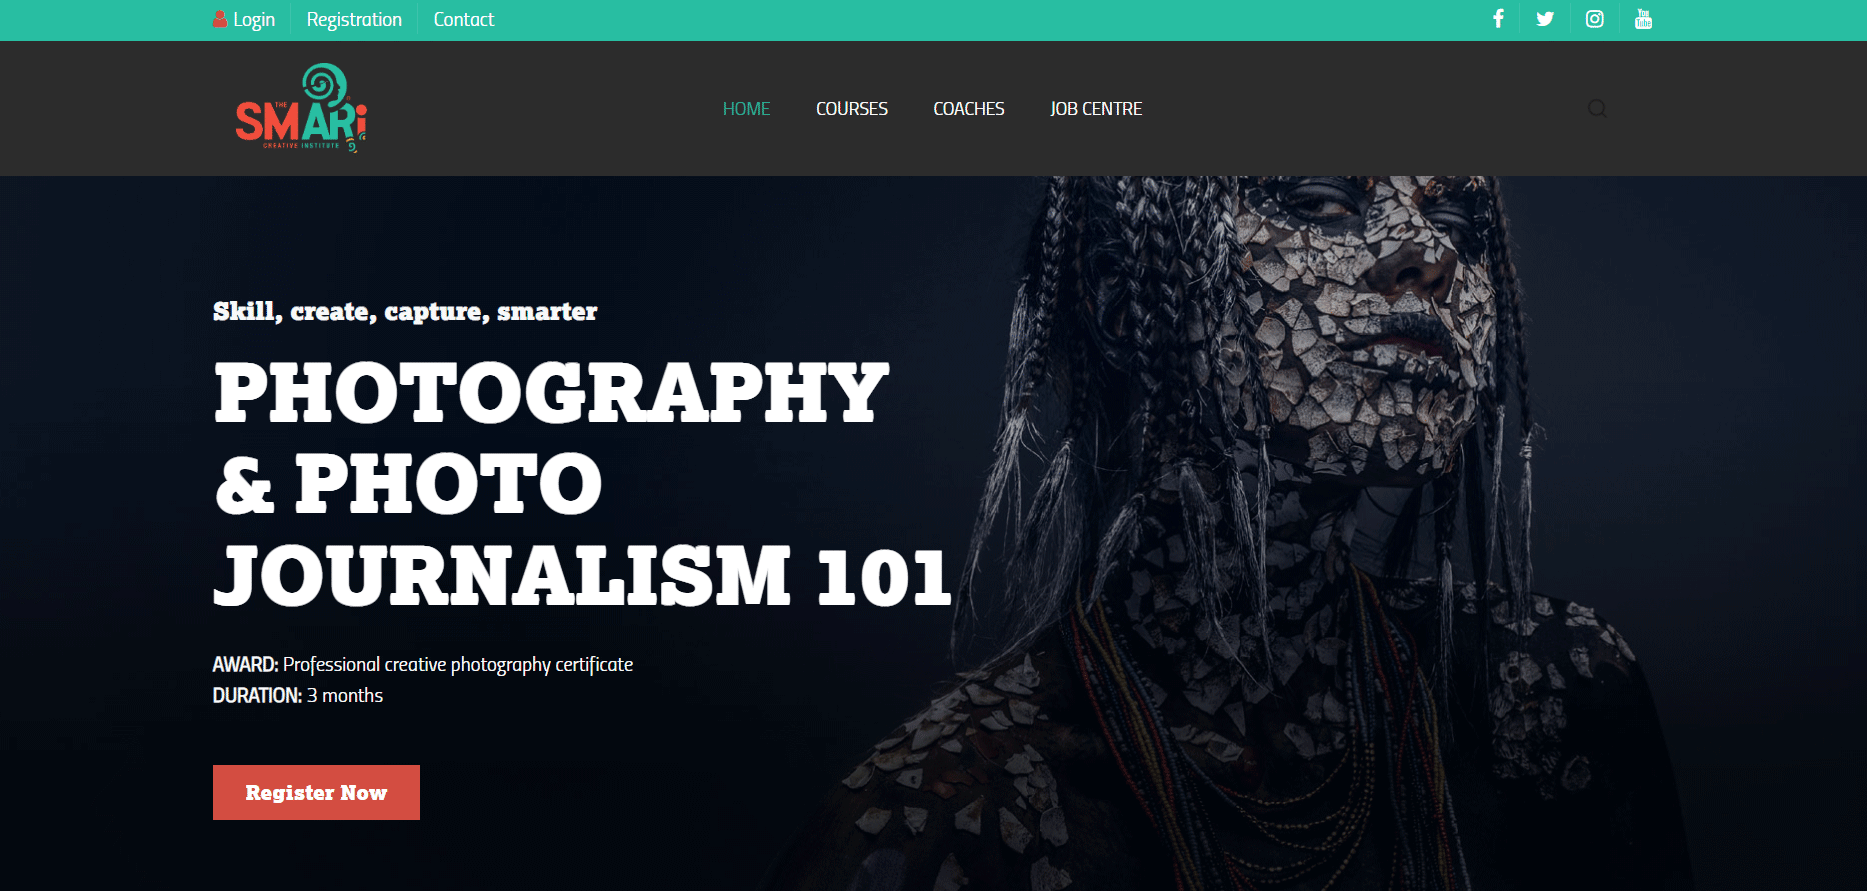 Login Registration Contact
THE
SMARi
CREATIVE INSTITUTE
HOME COURSES COACHES JOB CENTRE
Skill, create, capture, smarter
PHOTOGRAPHY
& PHOTO
JOURNALISM 101
AWARD: Professional creative photography certificate
DURATION: 3 months
Register Now